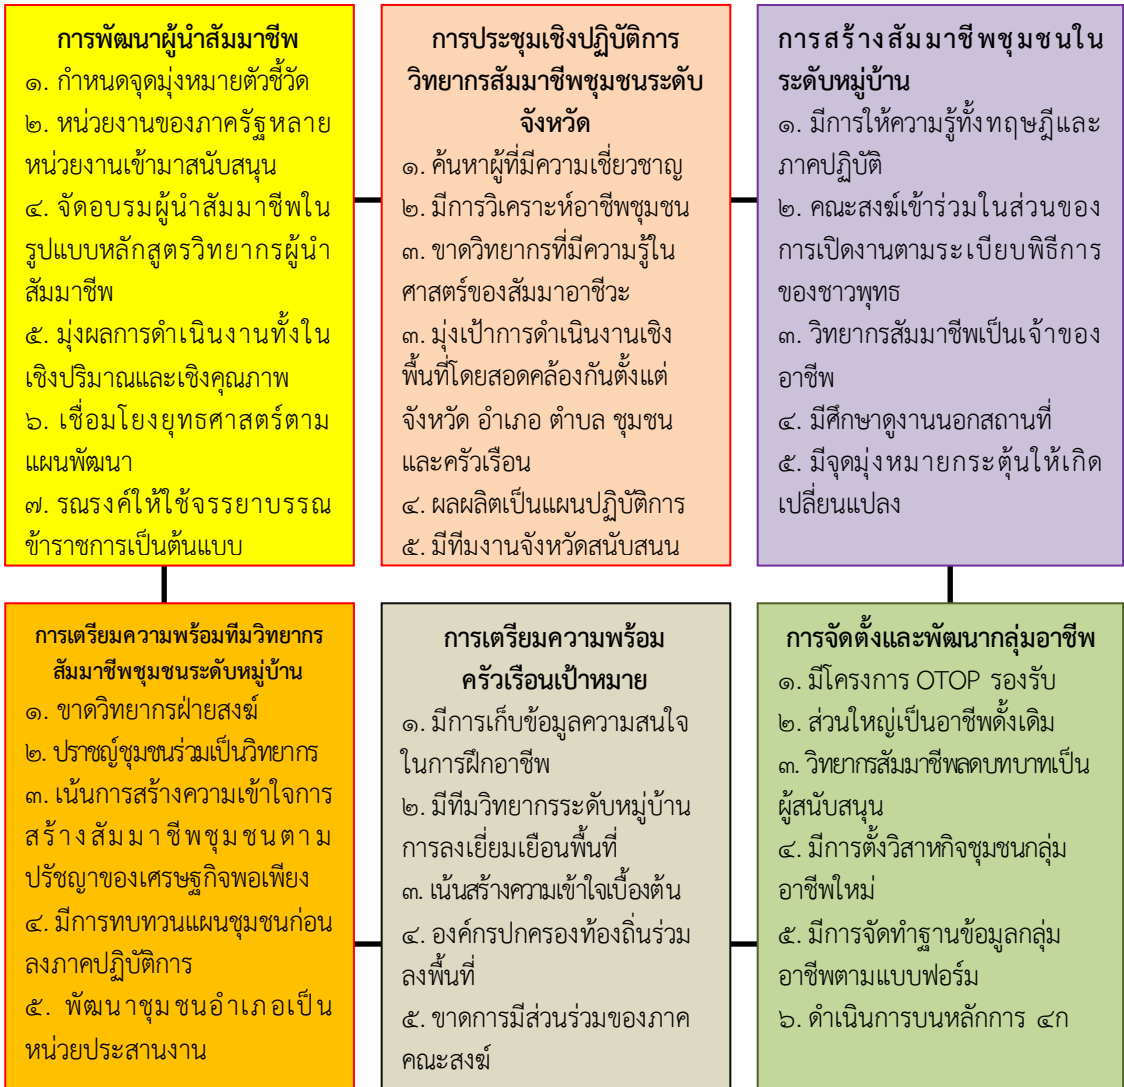 การพัฒนาผู้นำสัมมาชีพ
๑. กำหนดจุดมุ่งหมายตัวชี้วัด
๒. หน่วยงานของภาครัฐหลาย
หน่วยงานเข้ามาสนับสนุน
๔. จัดอบรมผู้นำสัมมาชีพใน
รูปแบบหลักสูตรวิทยากรผู้นำ
สัมมาชีพ
๕. มุ่งผลการดำเนินงานทั้งใน
เชิงปริมาณและเชิงคุณภาพ
๖. เชื่อมโยงยุทธศาสตร์ตาม
แผนพัฒนา
๗. รณรงค์ให้ใช้จรรยาบรรณ
ข้าราชการเป็นต้นแบบ
การประชุมเชิงปฏิบัติการ
วิทยากรสัมมาชีพชุมชนระดับ
จังหวัด
๑. ค้นหาผู้ที่มีความเชี่ยวชาญ
๒. มีการวิเคราะห์อาชีพชุมชน
๓. ขาดวิทยากรที่มีความรู้ใน
ศาสตร์ของสัมมาอาชีวะ
๓. มุ่งเป้าการดำเนินงานเชิง
พื้นที่โดยสอดคล้องกันตั้งแต่
จังหวัด อำเภอ ตำบล ชุมชน
และครัวเรือน
๔. ผลผลิตเป็นแผนปฏิบัติการ
๕. มีทีมงานจังหวัดสนับสนน
การสร้างสัมมาชีพชุมชนใน
ระดับหมู่บ้าน
๑. มีการให้ความรู้ทั้งทฤษฎีและ
ภาคปฏิบัติ
๒. คณะสงฆ์เข้าร่วมในส่วนของ
การเปิดงานตามระเบียบพิธีการ
ของชาวพุทธ
๓. วิทยากรสัมมาชีพเป็นเจ้าของ
อาชีพ
๔. มีศึกษาดูงานนอกสถานที่
๕. มีจุดมุ่งหมายกระตุ้นให้เกิด
เปลี่ยนแปลง
การเตรียมความพร้อมทีมวิทยากร
สัมมาชีพชุมชนระดับหมู่บ้าน
๑. ขาดวิทยากรฝ่ายสงฆ์
๒. ปราชญ์ชุมชนร่วมเป็นวิทยากร
๓. เน้นการสร้างความเข้าใจการ
สร้างสัมมาชีพชุมชนตาม
ปรัชญาของเศรษฐกิจพอเพียง
๔. มีการทบทวนแผนชุมชนก่อน
ลงภาคปฏิบัติการ
๕. พัฒนาชุมชนอำเภอเป็น
หน่วยประสานงาน
การเตรียมความพร้อม
ครัวเรือนเป้าหมาย
๑. มีการเก็บข้อมูลความสนใจ
ในการฝึกอาชีพ
๒. มีทีมวิทยากรระดับหมู่บ้าน
การลงเยี่ยมเยือนพื้นที่
๓. เน้นสร้างความเข้าใจเบื้องต้น
๔. องค์กรปกครองท้องถิ่นร่วม
ลงพื้นที่
๕. ขาดการมีส่วนร่วมของภาค
คณะสงฆ์
การจัดตั้งและพัฒนากลุ่มอาชีพ
๑. มีโครงการ OTOP รองรับ
๒. ส่วนใหญ่เป็นอาชีพดั้งเดิม
๓. วิทยากรสัมมาชีพลดบทบาทเป็น
ผู้สนับสนุน
๔. มีการตั้งวิสาหกิจชุมชนกลุ่ม
อาชีพใหม่
๕. มีการจัดทำฐานข้อมูลกลุ่ม
อาชีพตามแบบฟอร์ม
๖. ดำเนินการบนหลักการ ๔ก